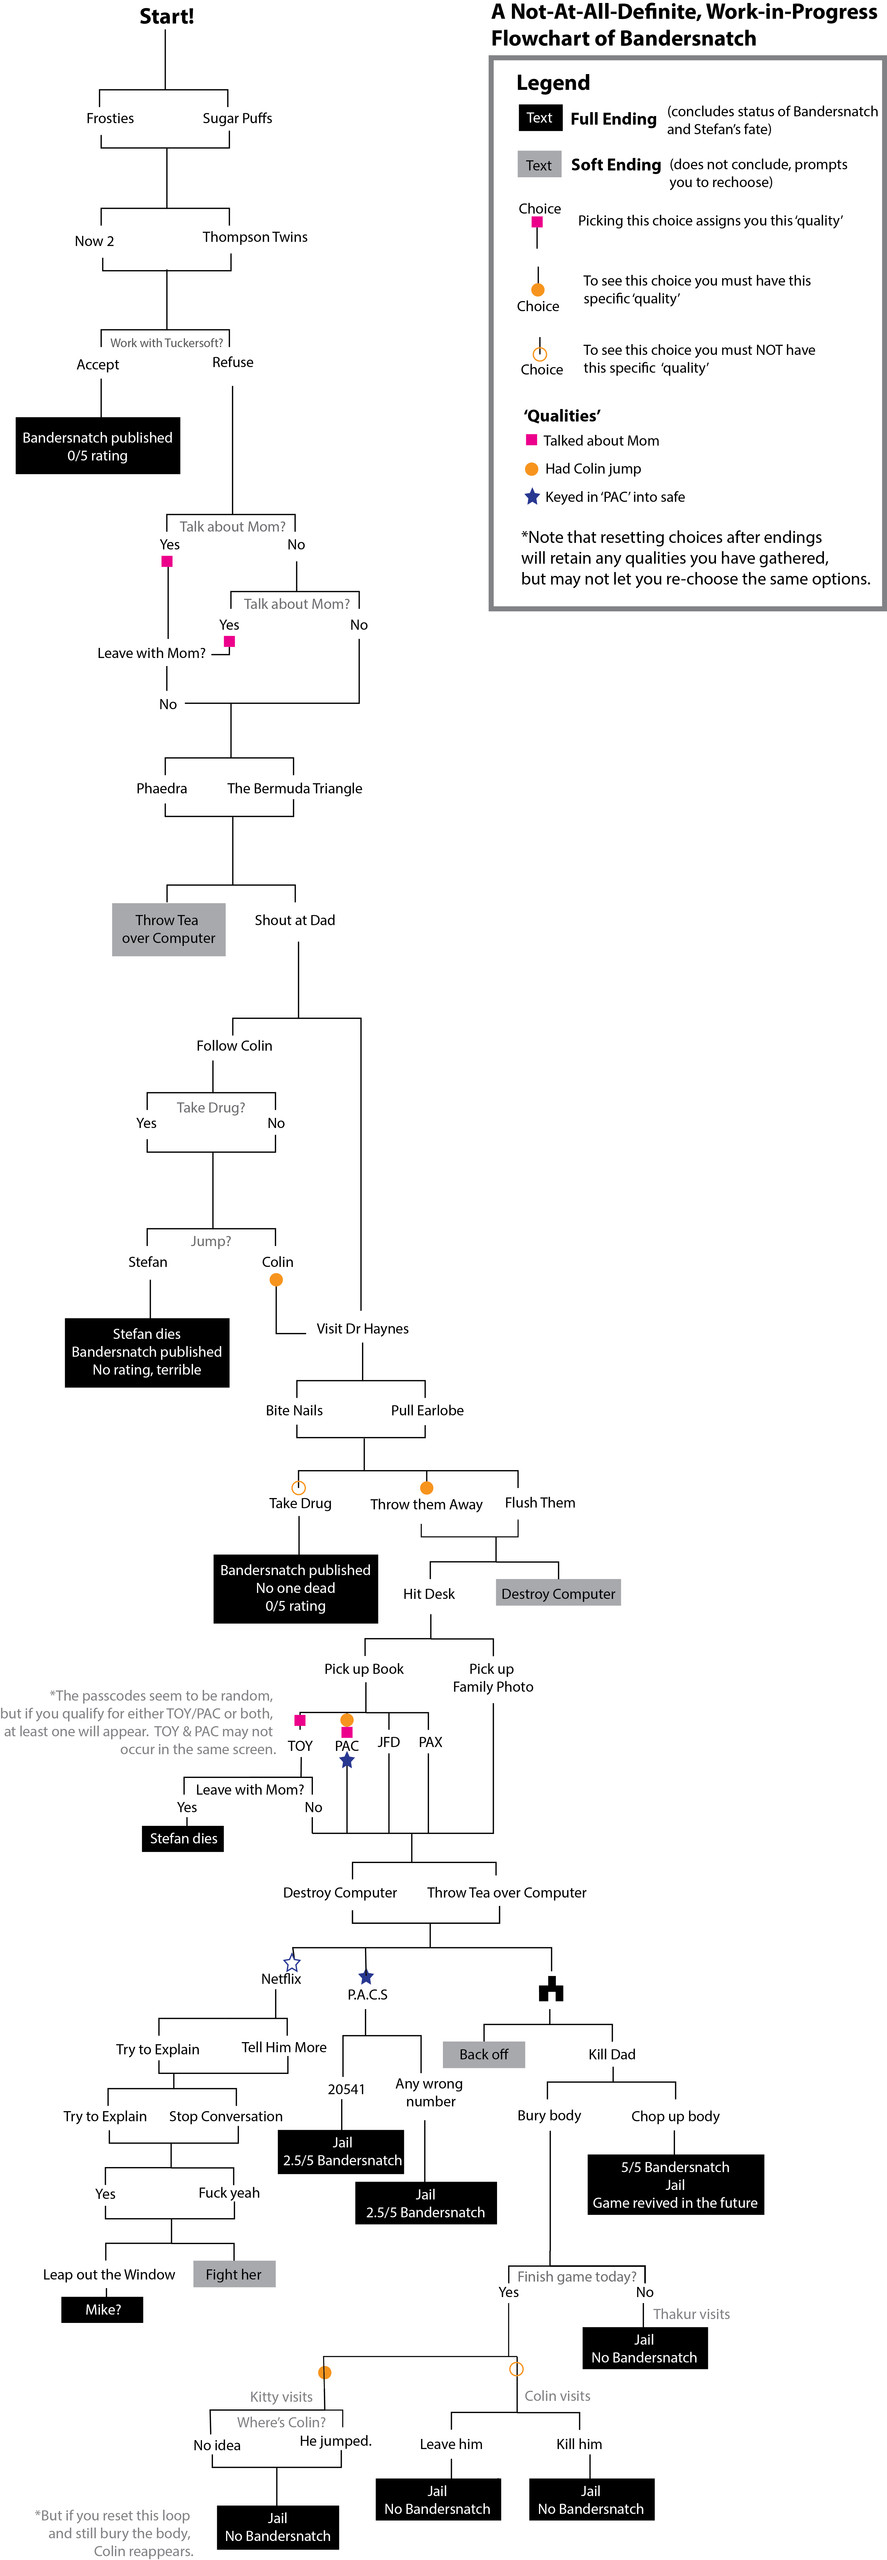 Start!
A Not-At-All-Definite, Work-in-Progress
Flowchart of Bandersnatch
Legend
Text
Full Ending
(concludes status of Bandersnatch
and Stefan's fate)
Text
Soft Ending
(does not conclude, prompts
you to rechoose)
Choice
Picking this choice assigns you this 'quality'
To see this choice you must have this
specific 'quality'
Choice
To see this choice you must NOT have
this specific 'quality'
Choice
'Qualities'
Talked about Mom
Had Colin jump
Keyed in 'PAC' into safe
*Note that resetting choices after endings
will retain any qualities you have gathered,
but may not let you re-choose the same options.
Frosties
Sugar Puffs
Now 2
Thompson Twins
Work with Tuckersoft?
Accept
Refuse
Bandersnatch published
0/5 rating
Talk about Mom?
Yes
No
Talk about Mom?
Yes
No
Leave with Mom?
No
Phaedra
The Bermuda Triangle
Throw Tea
over Computer
Shout at Dad
Follow Colin
Take Drug?
Yes
No
Jump?
Stefan
Colin
Stefan dies
Bandersnatch published
No rating, terrible
Visit Dr Haynes
Bite Nails
Pull Earlobe
Take Drug
Throw them Away
Flush Them
Bandersnatch published
No one dead
0/5 rating
Hit Desk
Destroy Computer
Pick up Book
Pick up
Family Photo
*The passcodes seem to be random,
but if you qualify for either TOY/PAC or both,
at least one will appear. TOY & PAC may not
occur in the same screen.
TOY
PAC
JFD
PAX
Leave with Mom?
Yes
No
Stefan dies
Destroy Computer
Throw Tea over Computer
Netflix
P.A.C.S
Try to Explain
Tell Him More
Back off
Kill Dad
20541
Any wrong
number
Try to Explain
Stop Conversation
Bury body
Chop up body
Jail
2.5/5 Bandersnatch
Jail
2.5/5 Bandersnatch
5/5 Bandersnatch
Jail
Game revived in the future
Yes
Fuck yeah
Leap out the Window
Fight her
Mike?
Finish game today?
Yes
No
Thakur visits
Jail
No Bandersnatch
Kitty visits
Colin visits
Where's Colin?
No idea
He jumped.
Leave him
Kill him
Jail
No Bandersnatch
Jail
No Bandersnatch
*But if you reset this loop
and still bury the body,
Colin reappears.
Jail
No Bandersnatch